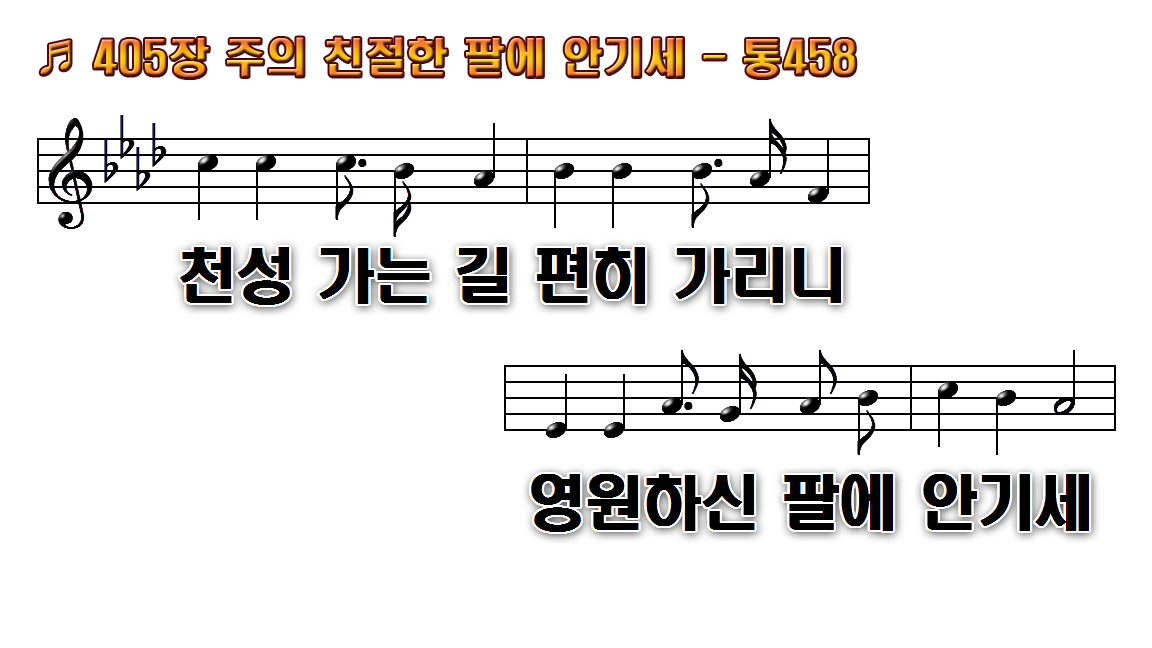 ♬ 405장 주의 친절한 팔에 안기세 - 통458
천성 가는 길 편히 가리니
영원하신 팔에 안기세